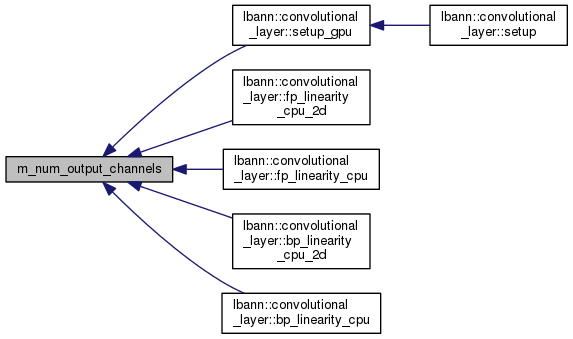 lbann::convolutional
_layer::setup_gpu
lbann::convolutional
_layer::setup
lbann::convolutional
_layer::fp_linearity
_cpu_2d
m_num_output_channels
lbann::convolutional
_layer::fp_linearity_cpu
lbann::convolutional
_layer::bp_linearity
_cpu_2d
lbann::convolutional
_layer::bp_linearity_cpu